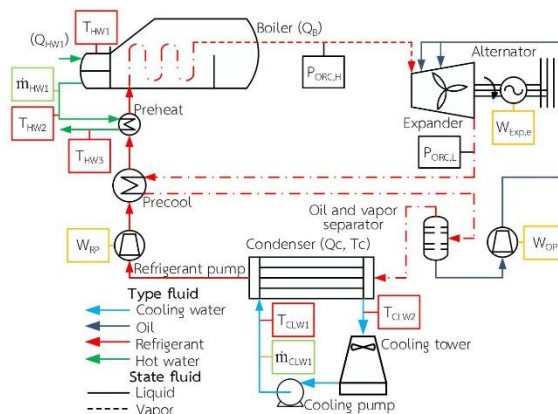 T_HW1
Boiler (Q_B)
(Q_HW1)
Alternator
P_ORC,H
ṁ_HW1
Preheat
T_HW2
Expander
W_Exp,e
T_HW3
P_ORC,L
Precool
Oil and vapor
separator
W_RP
Condenser (Qc, Tc)
W_OP
Refrigerant pump
Type fluid
Cooling water
Oil
Refrigerant
Hot water
State fluid
Liquid
Vapor
T_CLW1
T_CLW2
ṁ_CLW1
Cooling tower
Cooling pump